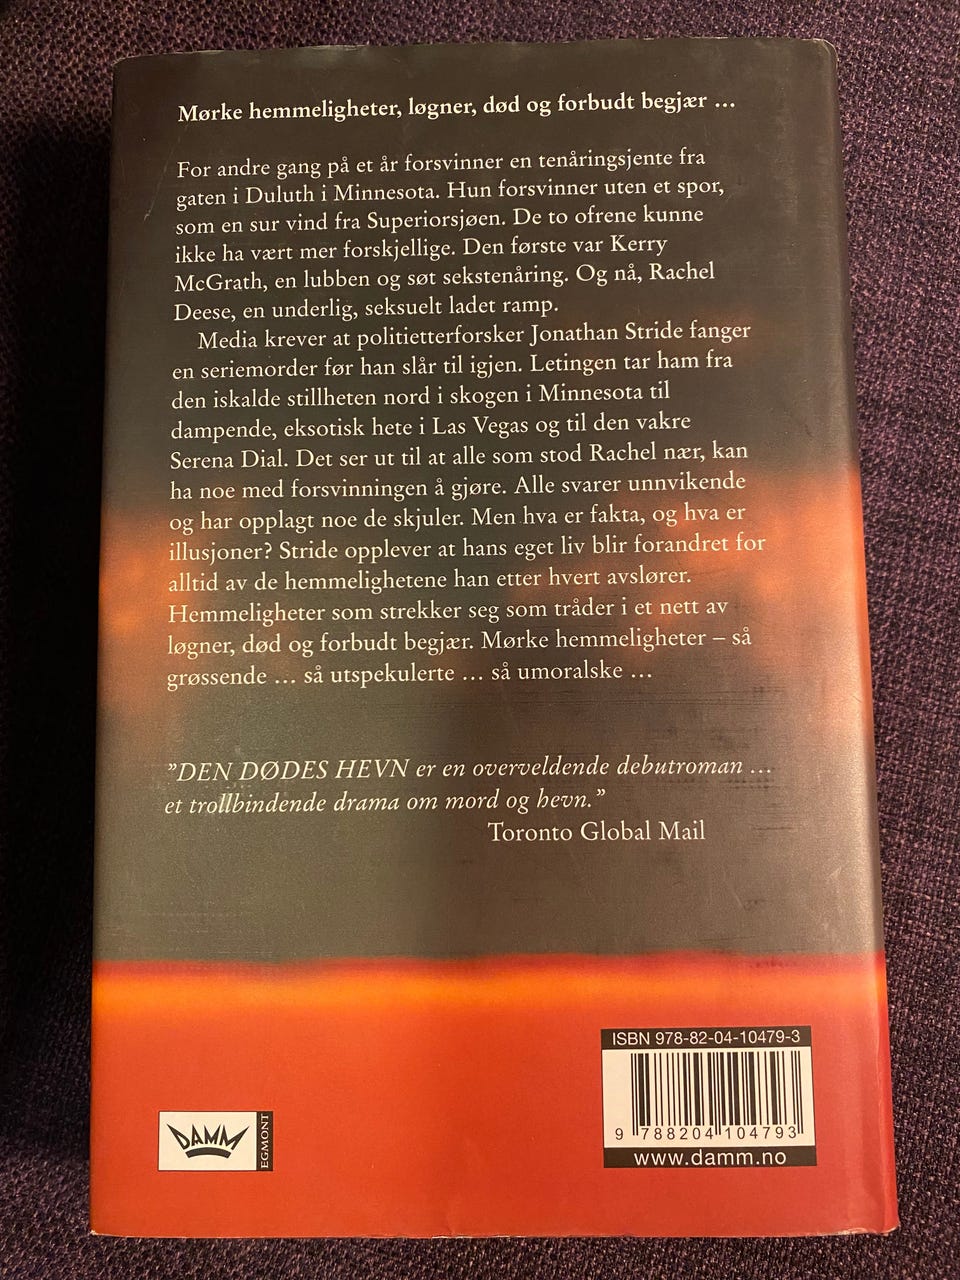 Mørke hemmeligheter, løgner, død og forbudt begjær ...
For andre gang på et år forsvinner en tenåringsjente fra
gaten i Duluth i Minnesota. Hun forsvinner uten et spor,
som en sur vind fra Superiorsjøen. De to ofrene kunne
ikke ha vært mer forskjellige. Den første var Kerry
McGrath, en lubben og søt sekstenåring. Og nå, Rachel
Deese, en underlig, seksuelt ladet ramp.
Media krever at politietterforsker Jonathan Stride fanger
en seriemorder før han slår til igjen. Letingen tar ham fra
den iskalde stillheten nord i skogen i Minnesota til
dampende, eksotisk hete i Las Vegas og til den vakre
Serena Dial. Det ser ut til at alle som stod Rachel nær, kan
ha noe med forsvinningen å gjøre. Alle svarer unnvikende
og har opplagt noe de skjuler. Men hva er fakta, og hva er
illusjoner? Stride opplever at hans eget liv blir forandret for
alltid av de hemmelighetene han etter hvert avslører.
Hemmeligheter som strekker seg som tråder i et nett av
løgner, død og forbudt begjær. Mørke hemmeligheter – så
grøssende ... så utspekulerte ... så umoralske ...
”DEN DØDES HEVN er en overveldende debutroman ...
et trollbindende drama om mord og hevn.”
Toronto Global Mail
ISBN 978-82-04-10479-3
9 788204 104793
www.damm.no
DAMM
EGMONT